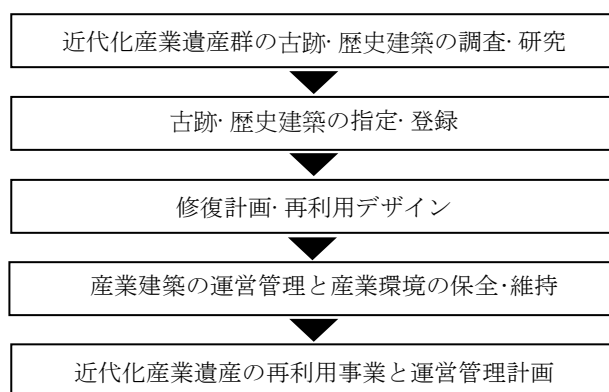 近代化産業遺産群の古跡･歴史建築の調査･研究
古跡･歴史建築の指定･登録
修復計画･再利用デザイン
産業建築の運営管理と産業環境の保全･維持
近代化産業遺産の再利用事業と運営管理計画